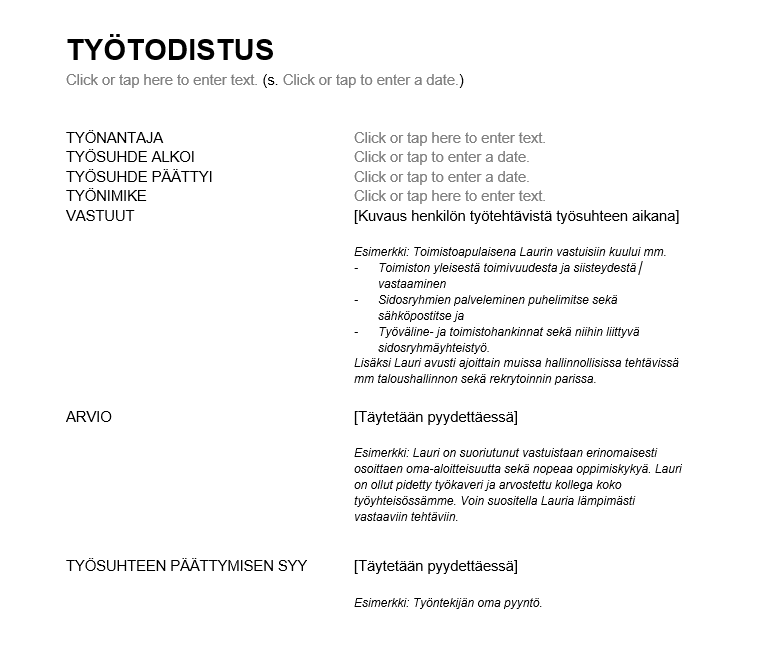 TYÖTODISTUS
Click or tap here to enter text. (s. Click or tap to enter a date.)
TYÖNANTAJA Click or tap here to enter text.
TYÖSUHDE ALKOI Click or tap to enter a date.
TYÖSUHDE PÄÄTTYI Click or tap to enter a date.
TYÖNIMIKE Click or tap here to enter text.
VASTUUT [Kuvaus henkilön työtehtävistä työsuhteen aikana]
Esimerkki: Toimistoapulaisena Laurin vastuisiin kuului mm.
- Toimiston yleisestä toimivuudesta ja siisteydestä
vastaaminen
- Sidosryhmien palveleminen puhelimitse sekä
sähköpostitse ja
- Työväline- ja toimistohankinnat sekä niihin liittyvä
sidosryhmäyhteistyö.
Lisäksi Lauri avusti ajoittain muissa hallinnollisissa tehtävissä
mm taloushallinnon sekä rekrytoinnin parissa.
ARVIO [Täytetään pyydettäessä]
Esimerkki: Lauri on suoriutunut vastuistaan erinomaisesti
osoittaen oma-aloitteisuutta sekä nopeaa oppimiskykyä. Lauri
on ollut pidetty työkaveri ja arvostettu kollega koko
työyhteisössämme. Voin suositella Lauria lämpimästi
vastaaviin tehtäviin.
TYÖSUHTEEN PÄÄTTYMISEN SYY [Täytetään pyydettäessä]
Esimerkki: Työntekijän oma pyyntö.